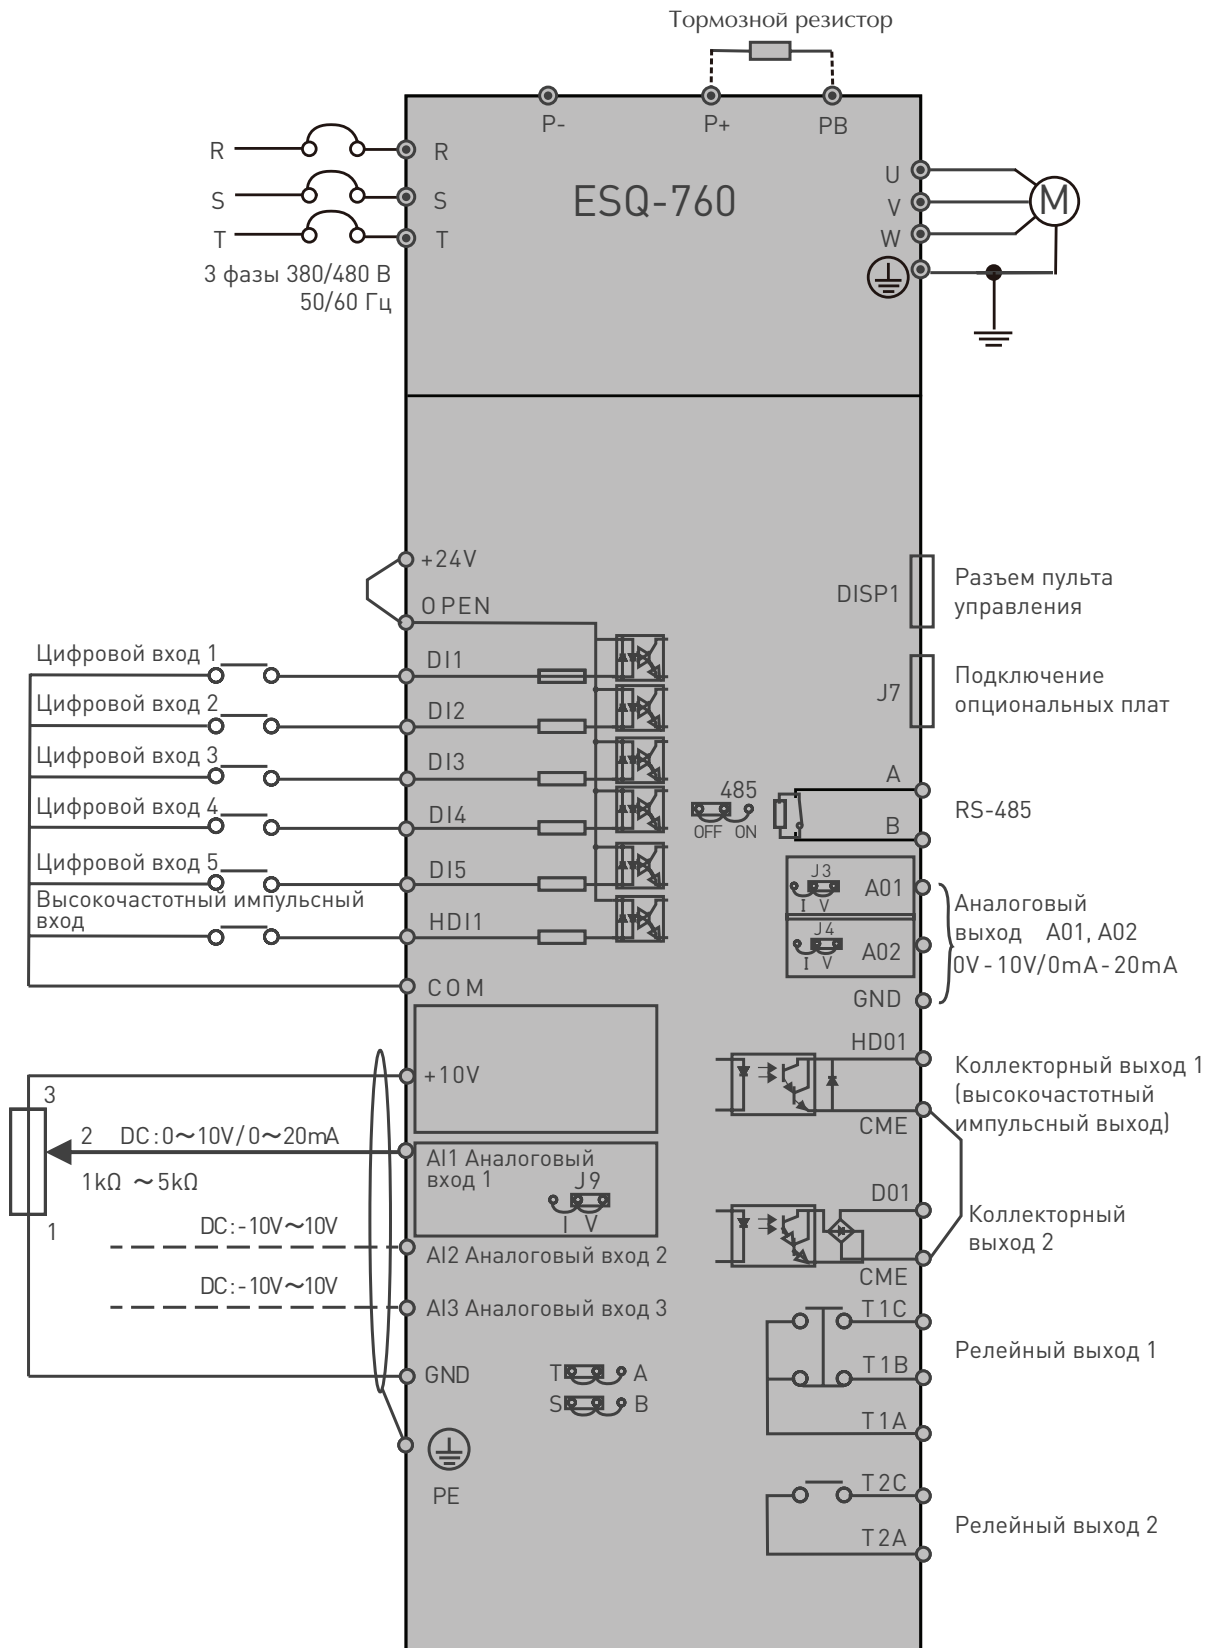 Тормозной резистор
P-
P+
PB
R
R
S
S
T
T
3 фазы 380/480 В
50/60 Гц
ESQ-760
U
V
W
M
+24V
OPEN
Цифровой вход 1
DI1
Цифровой вход 2
DI2
Цифровой вход 3
DI3
Цифровой вход 4
DI4
Цифровой вход 5
DI5
Высокочастотный импульсный
вход
HDI1
COM
DISP1
Разъем пульта
управления
J7
Подключение
опциональных плат
485
OFF ON
A
B
RS-485
J3
I V
A01
J4
I V
A02
GND
Аналоговый
выход A01, A02
0V-10V/0mA-20mA
+10V
3
2
DC:0~10V/0~20mA
1kΩ ~5kΩ
1
AI1 Аналоговый
вход 1
J9
I V
DC:-10V~10V
AI2 Аналоговый вход 2
DC:-10V~10V
AI3 Аналоговый вход 3
GND
T A
S B
PE
HD01
CME
Коллекторный выход 1
(высокочастотный
импульсный выход)
D01
CME
Коллекторный
выход 2
T1C
T1B
T1A
Релейный выход 1
T2C
T2A
Релейный выход 2